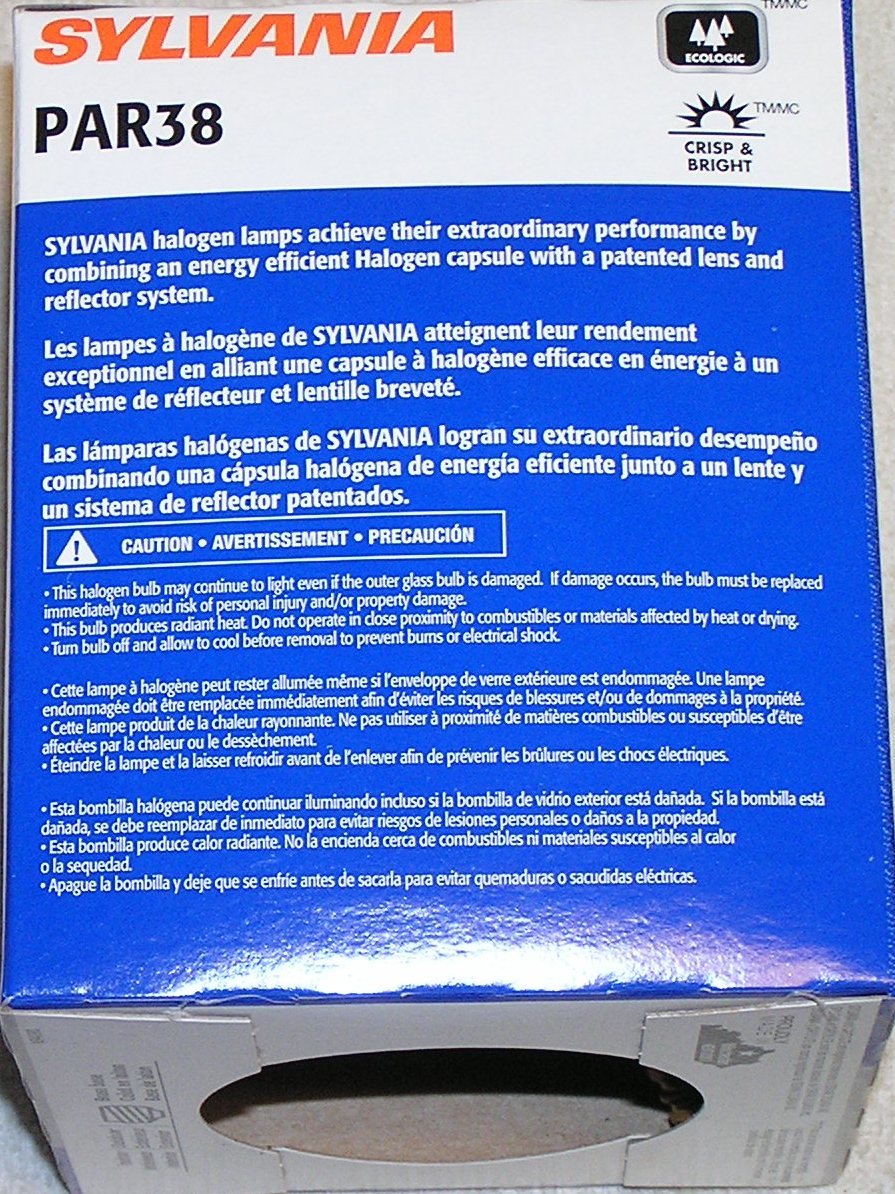 SYLVANIA
TM/MC
ECOLOGIC
PAR38
TM/MC
CRISP &
BRIGHT
SYLVANIA halogen lamps achieve their extraordinary performance by
combining an energy efficient Halogen capsule with a patented lens and
reflector system.
Les lampes à halogène de SYLVANIA atteignent leur rendement
exceptionnel en alliant une capsule à halogène efficace en énergie à un
système de réflecteur et lentille breveté.
Las lámparas halógenas de SYLVANIA logran su extraordinario desempeño
combinando una cápsula halógena de energía eficiente junto a un lente y
un sistema de reflector patentados.
CAUTION • AVERTISSEMENT • PRECAUCIÓN
• This halogen bulb may continue to light even if the outer glass bulb is damaged. If damage occurs, the bulb must be replaced
immediately to avoid risk of personal injury and/or property damage.
• This bulb produces radiant heat. Do not operate in close proximity to combustibles or materials affected by heat or drying.
• Turn bulb off and allow to cool before removal to prevent burns or electrical shock.
• Cette lampe à halogène peut rester allumée même si l'enveloppe de verre extérieure est endommagée. Une lampe
endommagée doit être remplacée immédiatement afin d'éviter les risques de blessures et/ou de dommages à la propriété.
• Cette lampe produit de la chaleur rayonnante. Ne pas utiliser à proximité de matières combustibles ou susceptibles d'être
affectées par la chaleur ou le dessèchement.
• Éteindre la lampe et la laisser refroidir avant de l'enlever afin de prévenir les brûlures ou les chocs électriques.
• Esta bombilla halógena puede continuar iluminando incluso si la bombilla de vidrio exterior está dañada. Si la bombilla está
dañada, se debe reemplazar de inmediato para evitar riesgos de lesiones personales o daños a la propiedad.
• Esta bombilla produce calor radiante. No la encienda cerca de combustibles ni materiales susceptibles al calor
o la sequedad.
• Apague la bombilla y deje que se enfríe antes de sacarla para evitar quemaduras o sacudidas eléctricas.